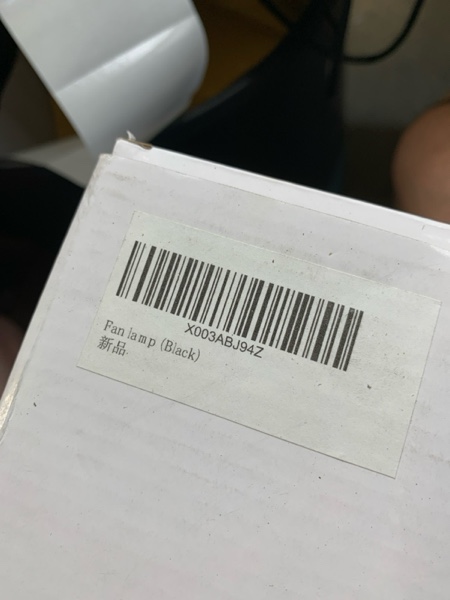 X003ABJ94Z
Fan lamp (Black)
新品